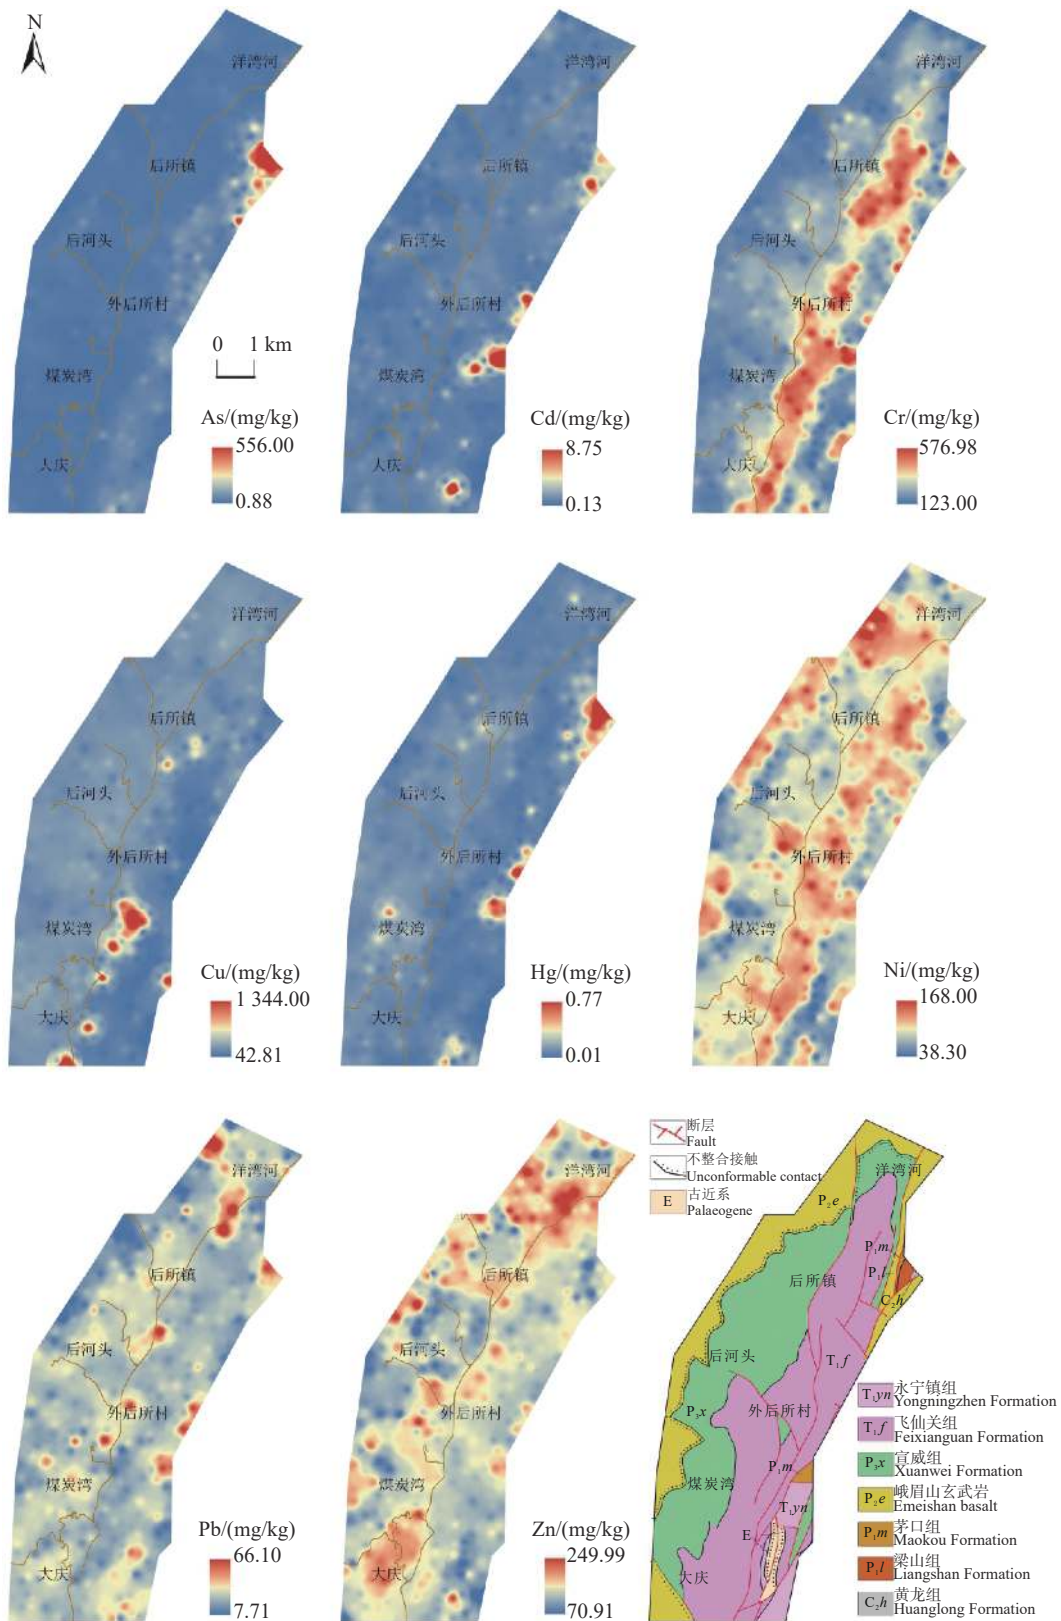 N
洋湾河
后所镇
后河头
外后所村
煤炭湾
大庆
0 1 km
As/(mg/kg)
556.00
0.88
洋湾河
后所镇
后河头
外后所村
煤炭湾
大庆
Cd/(mg/kg)
8.75
0.13
洋湾河
后所镇
后河头
外后所村
煤炭湾
大庆
Cr/(mg/kg)
576.98
123.00
洋湾河
后所镇
后河头
外后所村
煤炭湾
大庆
Cu/(mg/kg)
1 344.00
42.81
洋湾河
后所镇
后河头
外后所村
煤炭湾
大庆
Hg/(mg/kg)
0.77
0.01
洋湾河
后所镇
后河头
外后所村
煤炭湾
大庆
Ni/(mg/kg)
168.00
38.30
洋湾河
后所镇
后河头
外后所村
煤炭湾
大庆
Pb/(mg/kg)
66.10
7.71
洋湾河
后所镇
后河头
外后所村
煤炭湾
大庆
Zn/(mg/kg)
249.99
70.91
断层
Fault
不整合接触
Unconformable contact
E 古近系
Palaeogene
洋湾河
P₂e
P₁m
P₁l
后所镇
C₂h
后河头
T₁f
P₃x
外后所村
P₁m
煤炭湾
T₁yn
E
大庆
T₁yn 永宁镇组
Yongningzhen Formation
T₁f 飞仙关组
Feixianguan Formation
P₃x 宣威组
Xuanwei Formation
P₂e 峨眉山玄武岩
Emeishan basalt
P₁m 茅口组
Maokou Formation
P₁l 梁山组
Liangshan Formation
C₂h 黄龙组
Huanglong Formation